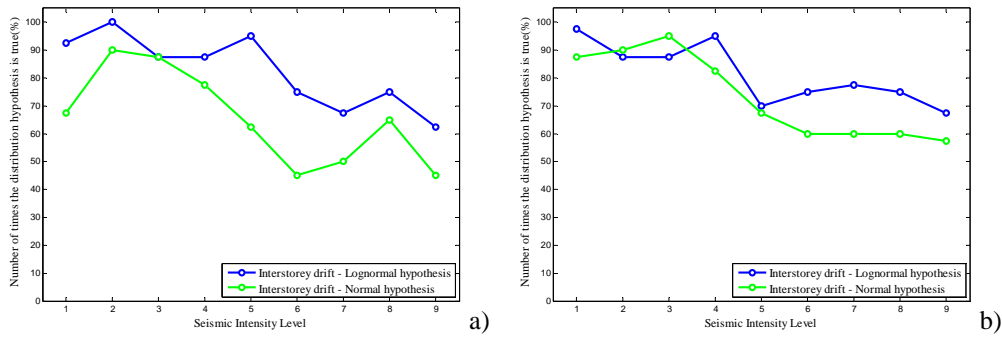 Number of times the distribution hypothesis is true(%)
100
90
80
70
60
50
40
30
20
10
0
Interstorey drift - Lognormal hypothesis
Interstorey drift - Normal hypothesis
1 2 3 4 5 6 7 8 9
Seismic Intensity Level
a)
Number of times the distribution hypothesis is true(%)
100
90
80
70
60
50
40
30
20
10
0
Interstorey drift - Lognormal hypothesis
Interstorey drift - Normal hypothesis
1 2 3 4 5 6 7 8 9
Seismic Intensity Level
b)